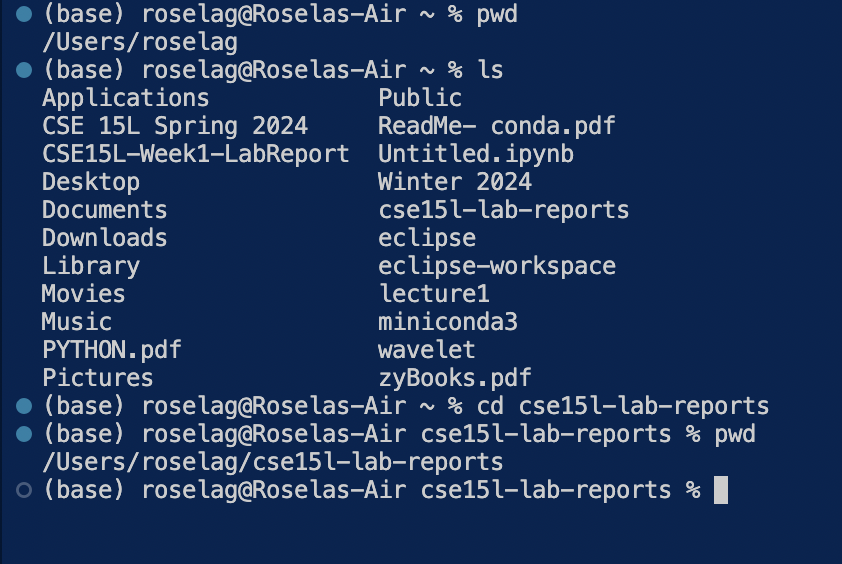 (base) roselag@Roselas-Air ~ % pwd
/Users/roselag
(base) roselag@Roselas-Air ~ % ls
Applications Public
CSE 15L Spring 2024 ReadMe- conda.pdf
CSE15L-Week1-LabReport Untitled.ipynb
Desktop Winter 2024
Documents cse15l-lab-reports
Downloads eclipse
Library eclipse-workspace
Movies lecture1
Music miniconda3
PYTHON.pdf wavelet
Pictures zyBooks.pdf
(base) roselag@Roselas-Air ~ % cd cse15l-lab-reports
(base) roselag@Roselas-Air cse15l-lab-reports % pwd
/Users/roselag/cse15l-lab-reports
(base) roselag@Roselas-Air cse15l-lab-reports %